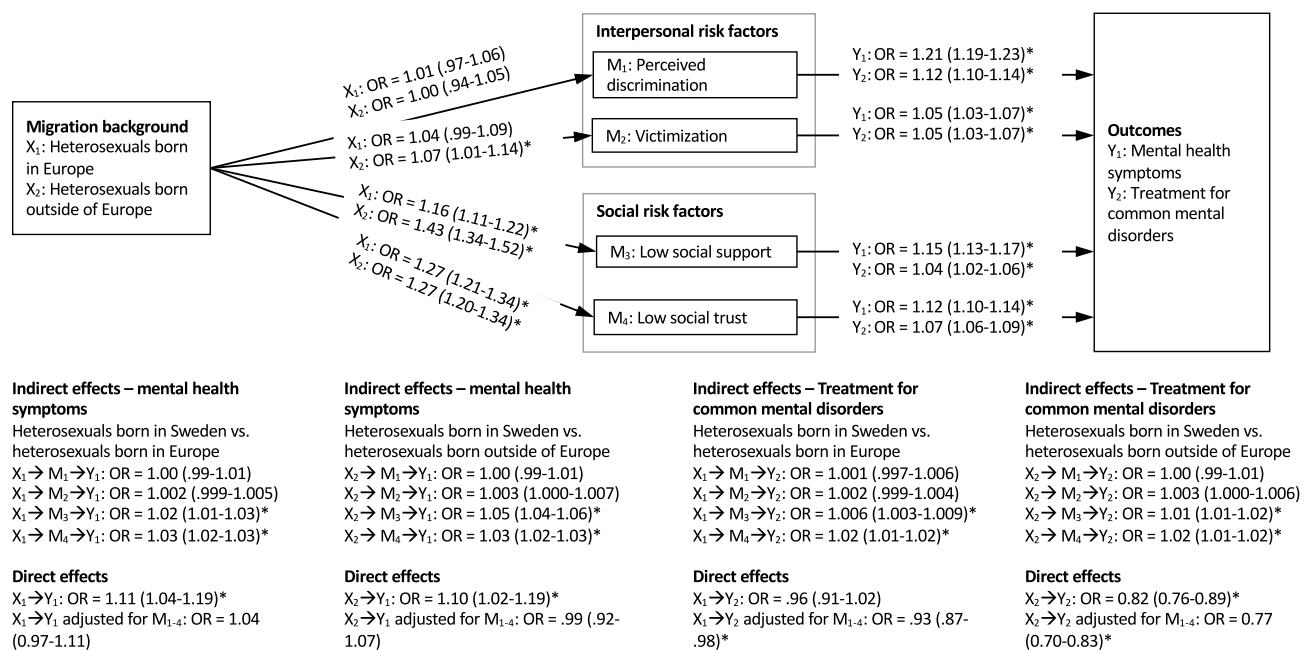 Migration background
X₁: Heterosexuals born
in Europe
X₂: Heterosexuals born
outside of Europe
X₁: OR = 1.01 (.97-1.06)
X₂: OR = 1.00 (.94-1.05)
X₁: OR = 1.04 (.99-1.09)
X₂: OR = 1.07 (1.01-1.14)*
X₁: OR = 1.16 (1.11-1.22)*
X₂: OR = 1.43 (1.34-1.52)*
X₁: OR = 1.27 (1.21-1.34)*
X₂: OR = 1.27 (1.20-1.34)*
Interpersonal risk factors
M₁: Perceived
discrimination
M₂: Victimization
Social risk factors
M₃: Low social support
M₄: Low social trust
Y₁: OR = 1.21 (1.19-1.23)*
Y₂: OR = 1.12 (1.10-1.14)*
Y₁: OR = 1.05 (1.03-1.07)*
Y₂: OR = 1.05 (1.03-1.07)*
Y₁: OR = 1.15 (1.13-1.17)*
Y₂: OR = 1.04 (1.02-1.06)*
Y₁: OR = 1.12 (1.10-1.14)*
Y₂: OR = 1.07 (1.06-1.09)*
Outcomes
Y₁: Mental health
symptoms
Y₂: Treatment for
common mental
disorders
Indirect effects – mental health
symptoms
Heterosexuals born in Sweden vs.
heterosexuals born in Europe
X₁→ M₁→Y₁: OR = 1.00 (.99-1.01)
X₁→ M₂→Y₁: OR = 1.002 (.999-1.005)
X₁→ M₃→Y₁: OR = 1.02 (1.01-1.03)*
X₁→ M₄→Y₁: OR = 1.03 (1.02-1.03)*
Direct effects
X₁→Y₁: OR = 1.11 (1.04-1.19)*
X₁→Y₁ adjusted for M₁₋₄: OR = 1.04
(0.97-1.11)
Indirect effects – mental health
symptoms
Heterosexuals born in Sweden vs.
heterosexuals born outside of Europe
X₂→ M₁→Y₁: OR = 1.00 (.99-1.01)
X₂→ M₂→Y₁: OR = 1.003 (1.000-1.007)
X₂→ M₃→Y₁: OR = 1.05 (1.04-1.06)*
X₂→ M₄→Y₁: OR = 1.03 (1.02-1.03)*
Direct effects
X₂→Y₁: OR = 1.10 (1.02-1.19)*
X₂→Y₁ adjusted for M₁₋₄: OR = .99 (.92-
1.07)
Indirect effects – Treatment for
common mental disorders
Heterosexuals born in Sweden vs.
heterosexuals born in Europe
X₁→ M₁→Y₂: OR = 1.001 (.997-1.006)
X₁→ M₂→Y₂: OR = 1.002 (.999-1.004)
X₁→ M₃→Y₂: OR = 1.006 (1.003-1.009)*
X₁→ M₄→Y₂: OR = 1.02 (1.01-1.02)*
Direct effects
X₁→Y₂: OR = .96 (.91-1.02)
X₁→Y₂ adjusted for M₁₋₄: OR = .93 (.87-
.98)*
Indirect effects – Treatment for
common mental disorders
Heterosexuals born in Sweden vs.
heterosexuals born outside of Europe
X₂→ M₁→Y₂: OR = 1.00 (.99-1.01)
X₂→ M₂→Y₂: OR = 1.003 (1.000-1.006)
X₂→ M₃→Y₂: OR = 1.01 (1.01-1.02)*
X₂→ M₄→Y₂: OR = 1.02 (1.01-1.02)*
Direct effects
X₂→Y₂: OR = 0.82 (0.76-0.89)*
X₂→Y₂ adjusted for M₁₋₄: OR = 0.77
(0.70-0.83)*